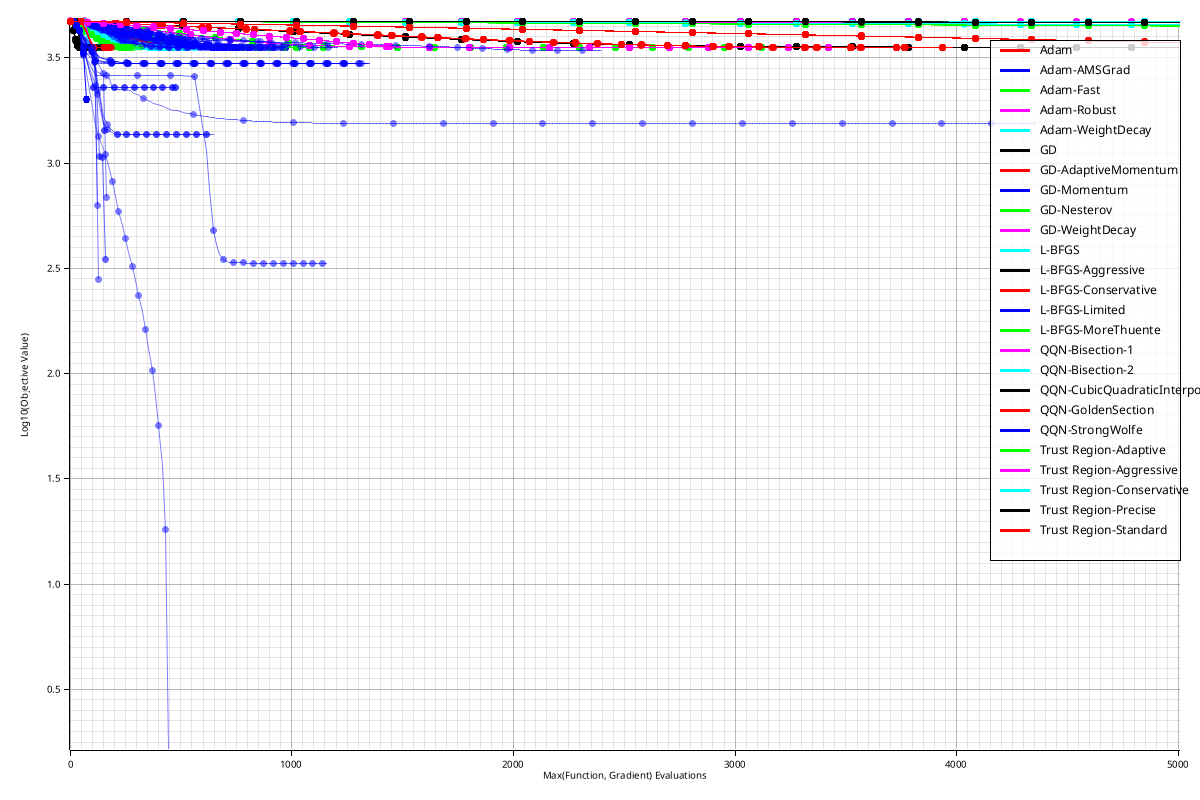 3.5
3.0
2.5
2.0
1.5
1.0
0.5
Log10(Objective Value)
0
1000
2000
3000
4000
5000
Max(Function, Gradient) Evaluations
Adam
Adam-AMSGrad
Adam-Fast
Adam-Robust
Adam-WeightDecay
GD
GD-AdaptiveMomentum
GD-Momentum
GD-Nesterov
GD-WeightDecay
L-BFGS
L-BFGS-Aggressive
L-BFGS-Conservative
L-BFGS-Limited
L-BFGS-MoreThuente
QQN-Bisection-1
QQN-Bisection-2
QQN-CubicQuadraticInterpo
QQN-GoldenSection
QQN-StrongWolfe
Trust Region-Adaptive
Trust Region-Aggressive
Trust Region-Conservative
Trust Region-Precise
Trust Region-Standard